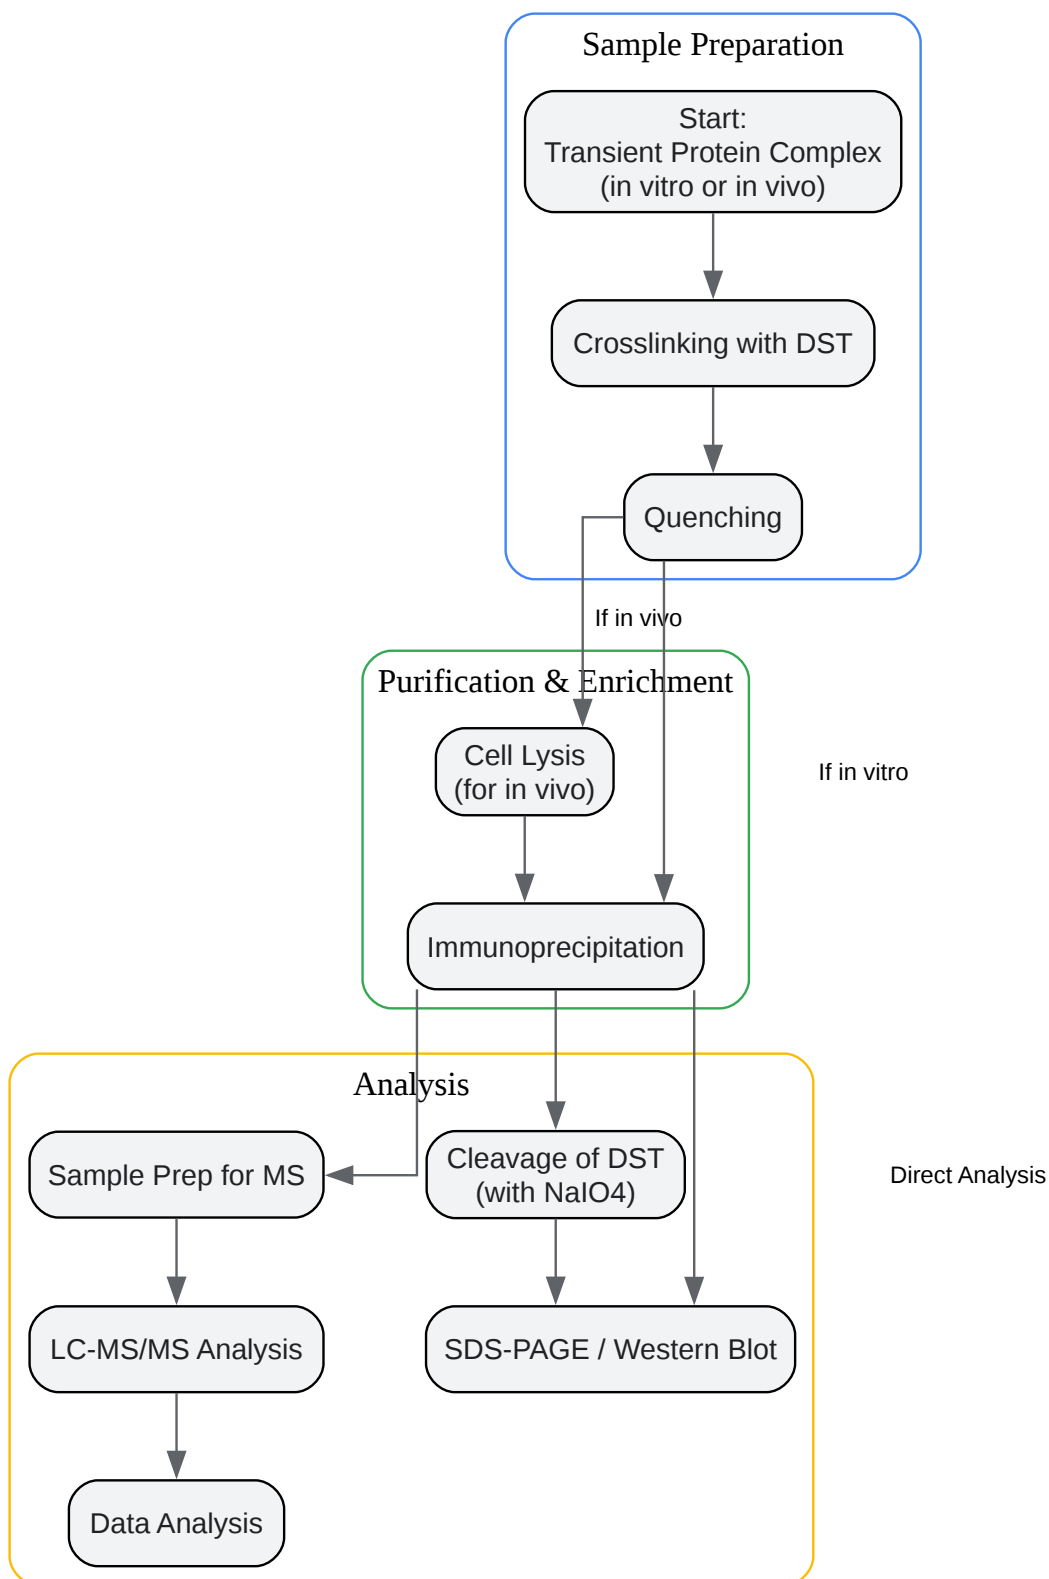 Sample Preparation
Start:
Transient Protein Complex
(in vitro or in vivo)
Crosslinking with DST
Quenching
If in vivo
Purification & Enrichment
Cell Lysis
(for in vivo)
If in vitro
Immunoprecipitation
Analysis
Sample Prep for MS
Cleavage of DST
(with NaIO4)
Direct Analysis
LC-MS/MS Analysis
SDS-PAGE / Western Blot
Data Analysis